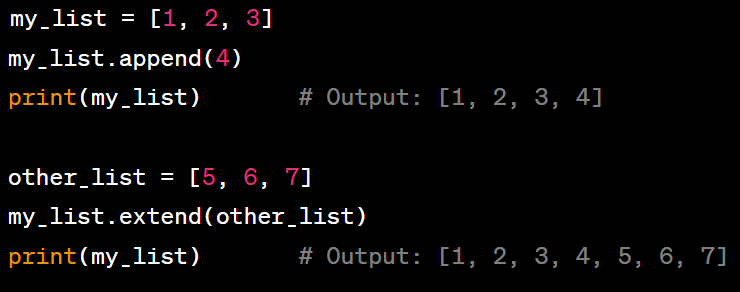 my_list = [1, 2, 3]
my_list.append(4)
print(my_list)       # Output: [1, 2, 3, 4]
other_list = [5, 6, 7]
my_list.extend(other_list)
print(my_list)       # Output: [1, 2, 3, 4, 5, 6, 7]